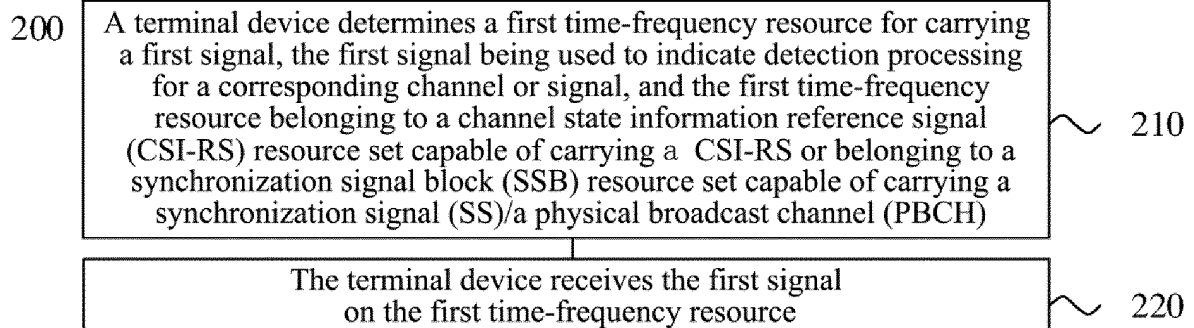 200
A terminal device determines a first time-frequency resource for carrying
a first signal, the first signal being used to indicate detection processing
for a corresponding channel or signal, and the first time-frequency
resource belonging to a channel state information reference signal
(CSI-RS) resource set capable of carrying a CSI-RS or belonging to a
synchronization signal block (SSB) resource set capable of carrying a
synchronization signal (SS)/a physical broadcast channel (PBCH)
210
The terminal device receives the first signal
on the first time-frequency resource
220